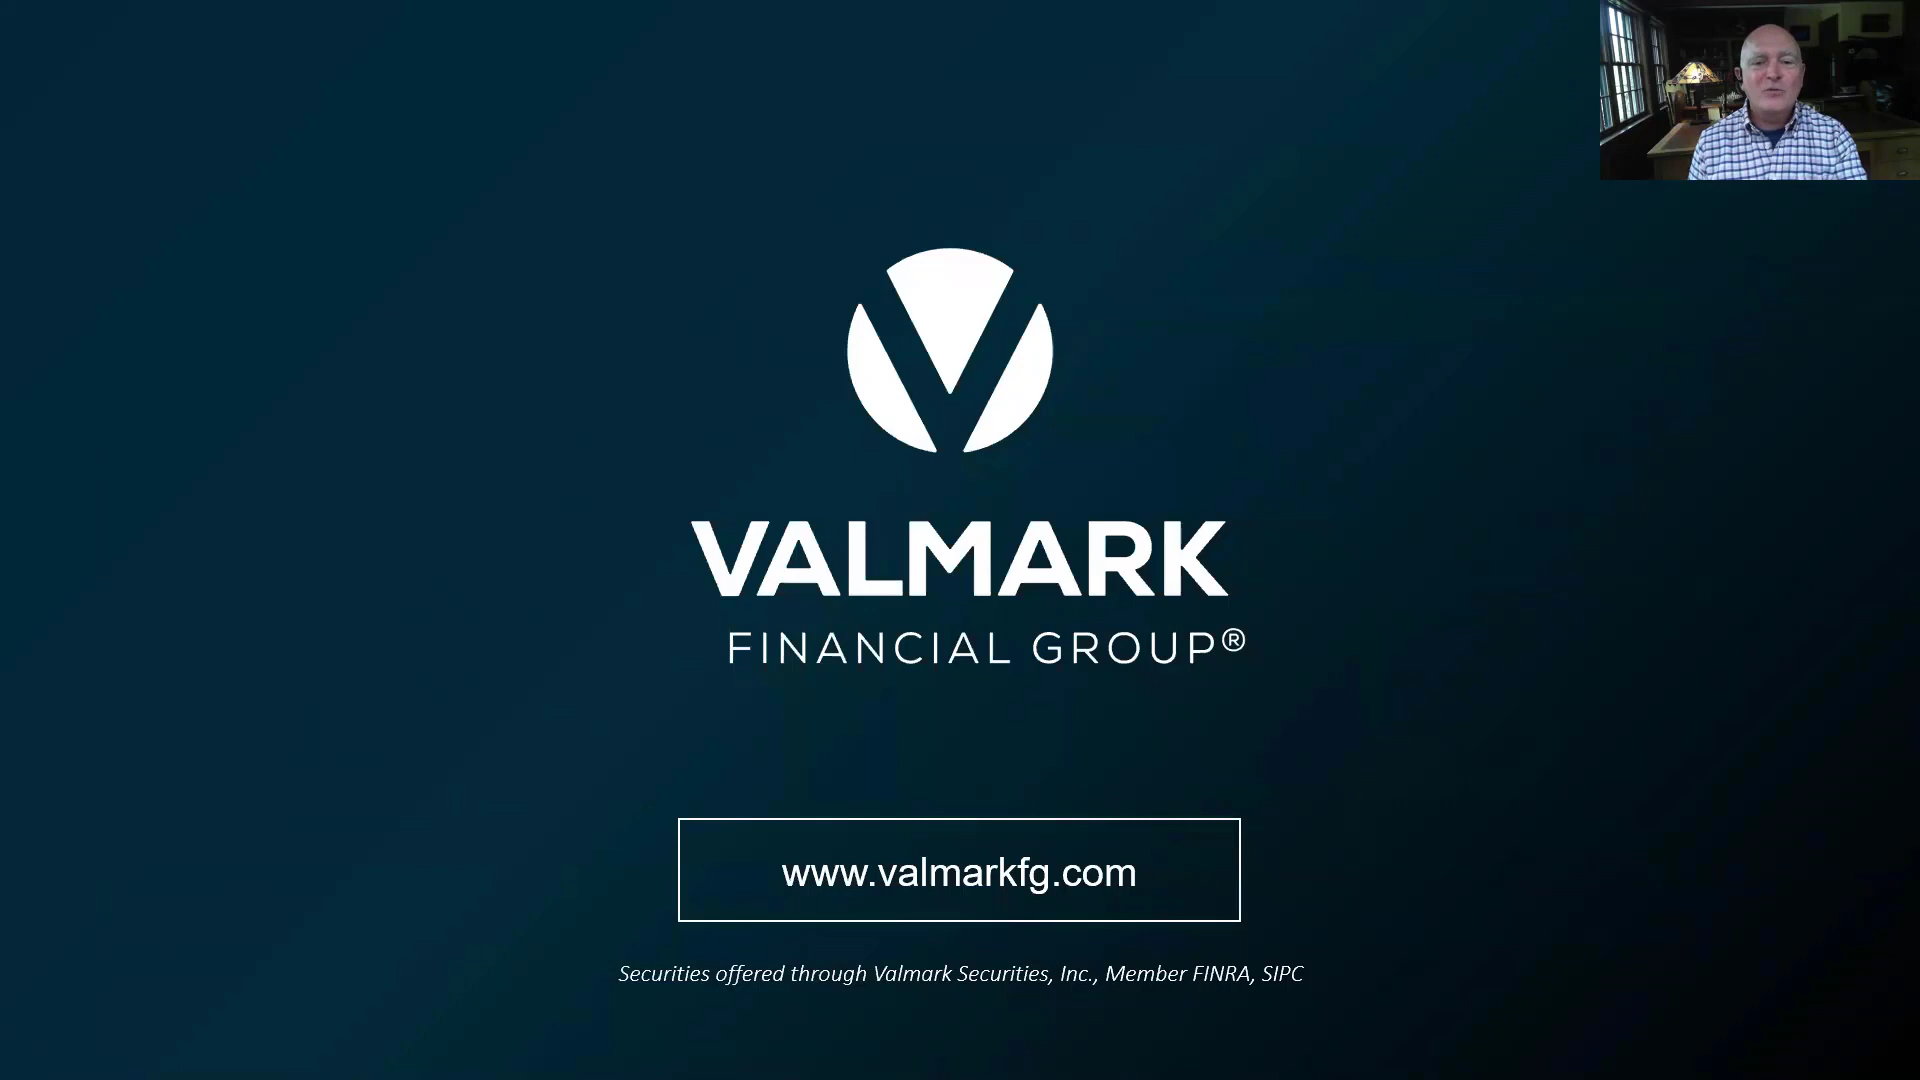 VALMARK
FINANCIAL GROUP®
www.valmarkfg.com
Securities offered through Valmark Securities, Inc., Member FINRA, SIPC